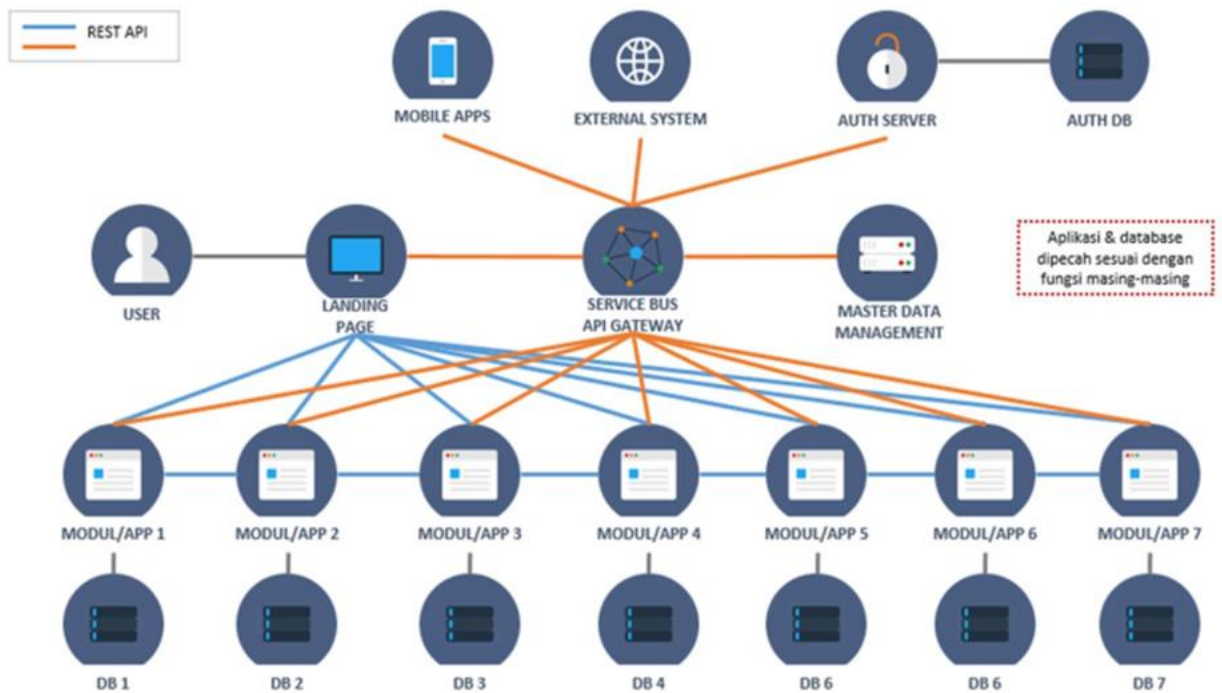 REST API
MOBILE APPS
EXTERNAL SYSTEM
AUTH SERVER
AUTH DB
USER
LANDING
PAGE
SERVICE BUS
API GATEWAY
MASTER DATA
MANAGEMENT
Aplikasi & database
dipecah sesuai dengan
fungsi masing-masing
MODUL/APP 1
MODUL/APP 2
MODUL/APP 3
MODUL/APP 4
MODUL/APP 5
MODUL/APP 6
MODUL/APP 7
DB 1
DB 2
DB 3
DB 4
DB 6
DB 6
DB 7